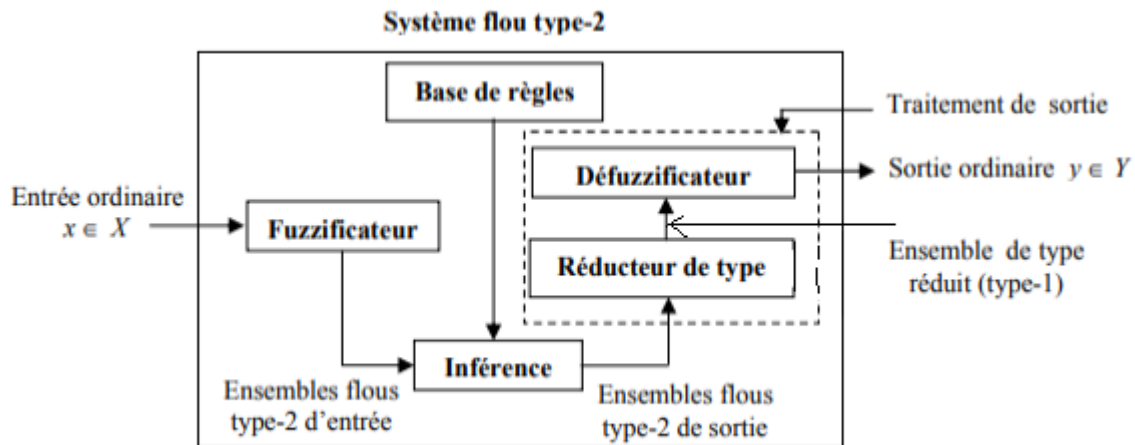 Système flou type-2
Base de règles
Traitement de sortie
Défuzzificateur
Sortie ordinaire y ∈ Y
Entrée ordinaire
x ∈ X
Fuzzificateur
Ensemble de type
réduit (type-1)
Réducteur de type
Inférence
Ensembles flous
type-2 d'entrée
Ensembles flous
type-2 de sortie